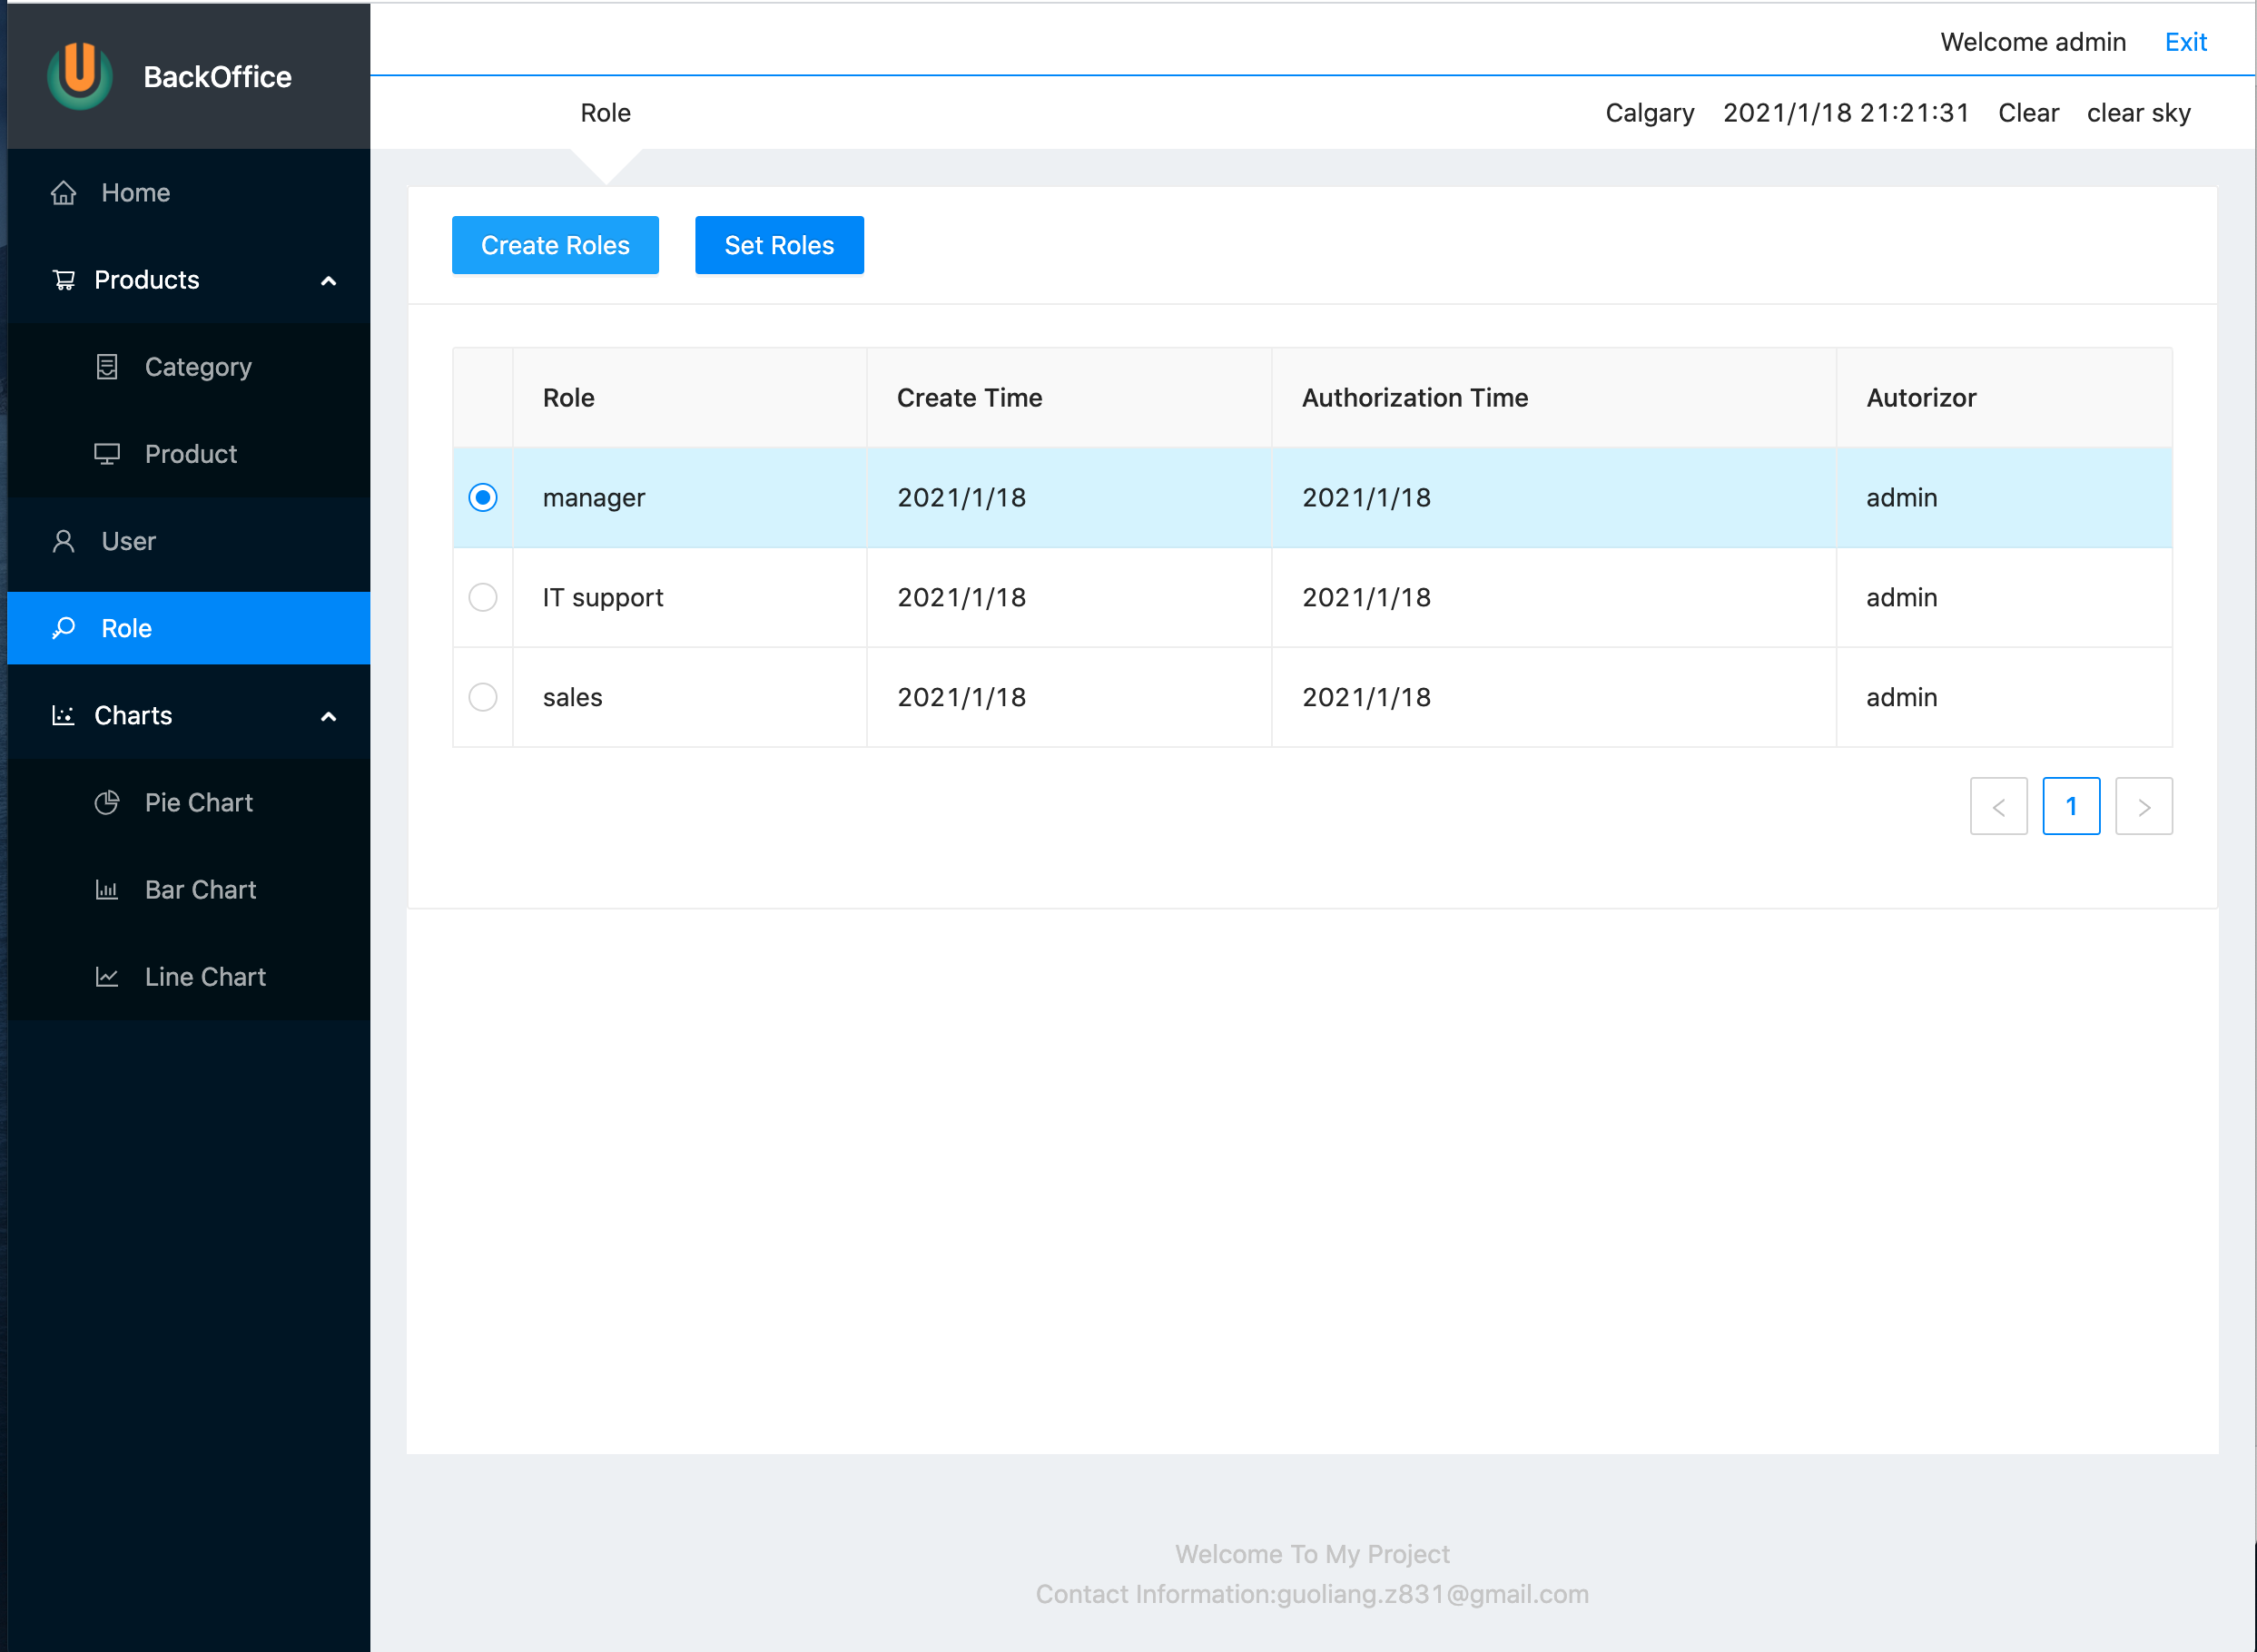 BackOffice
Welcome admin Exit
Role
Calgary 2021/1/18 21:21:31 Clear clear sky
Home
Products
Category
Product
User
Role
Charts
Pie Chart
Bar Chart
Line Chart
Create Roles Set Roles
Role Create Time Authorization Time Autorizor
manager 2021/1/18 2021/1/18 admin
IT support 2021/1/18 2021/1/18 admin
sales 2021/1/18 2021/1/18 admin
< 1 >
Welcome To My Project
Contact Information:guoliang.z831@gmail.com